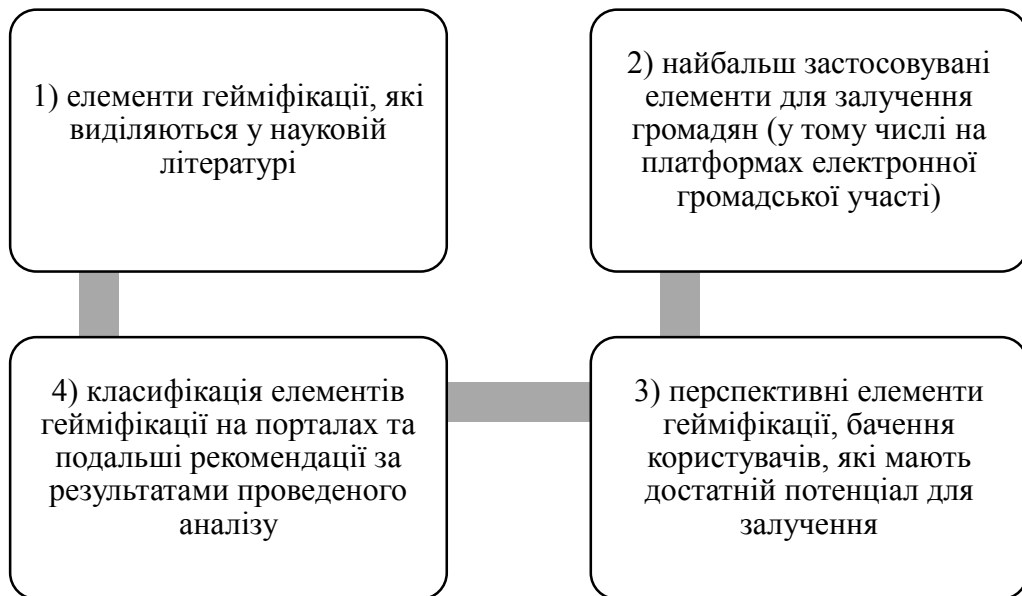 1) елементи гейміфікації, які
виділяються у науковій
літературі
2) найбальш застосовувані
елементи для залучення
громадян (у тому числі на
платформах електронної
громадської участі)
3) перспективні елементи
гейміфікації, бачення
користувачів, які мають
достатній потенціал для
залучення
4) класифікація елементів
гейміфікації на порталах та
подальші рекомендації за
результатами проведеного
аналізу